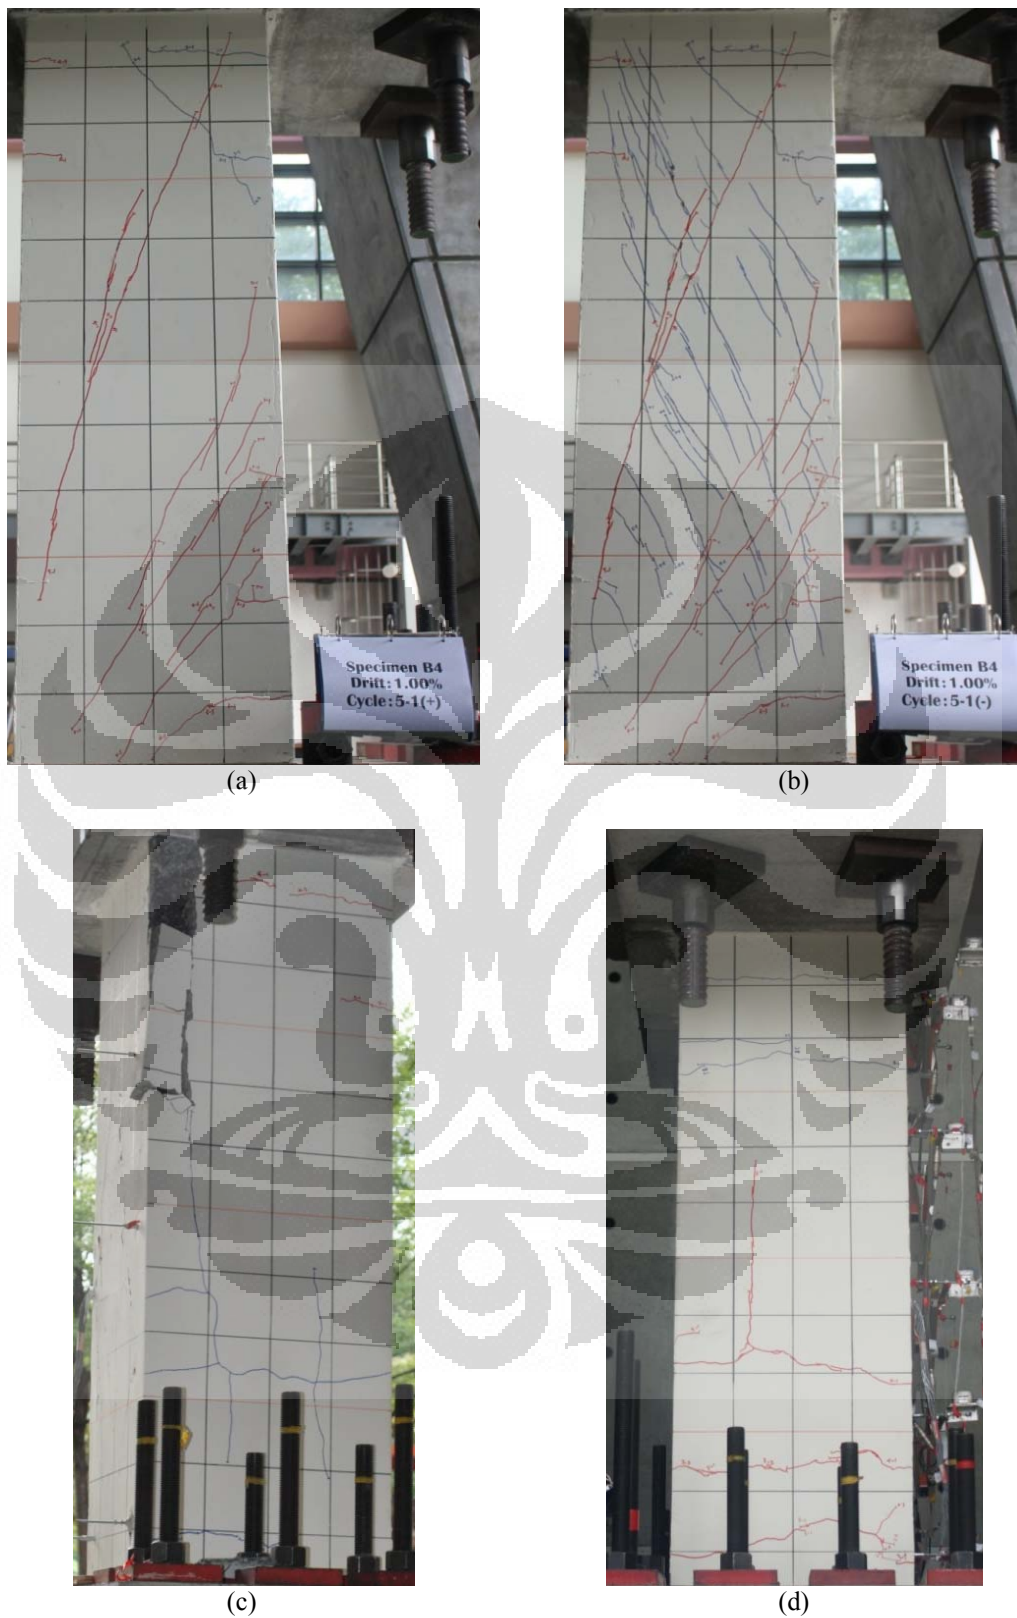 Specimen B4
Drift: 1.00%
Cycle: 5-1(+)
Specimen B4
Drift: 1.00%
Cycle: 5-1(-)
(a)
(b)
(c)
(d)